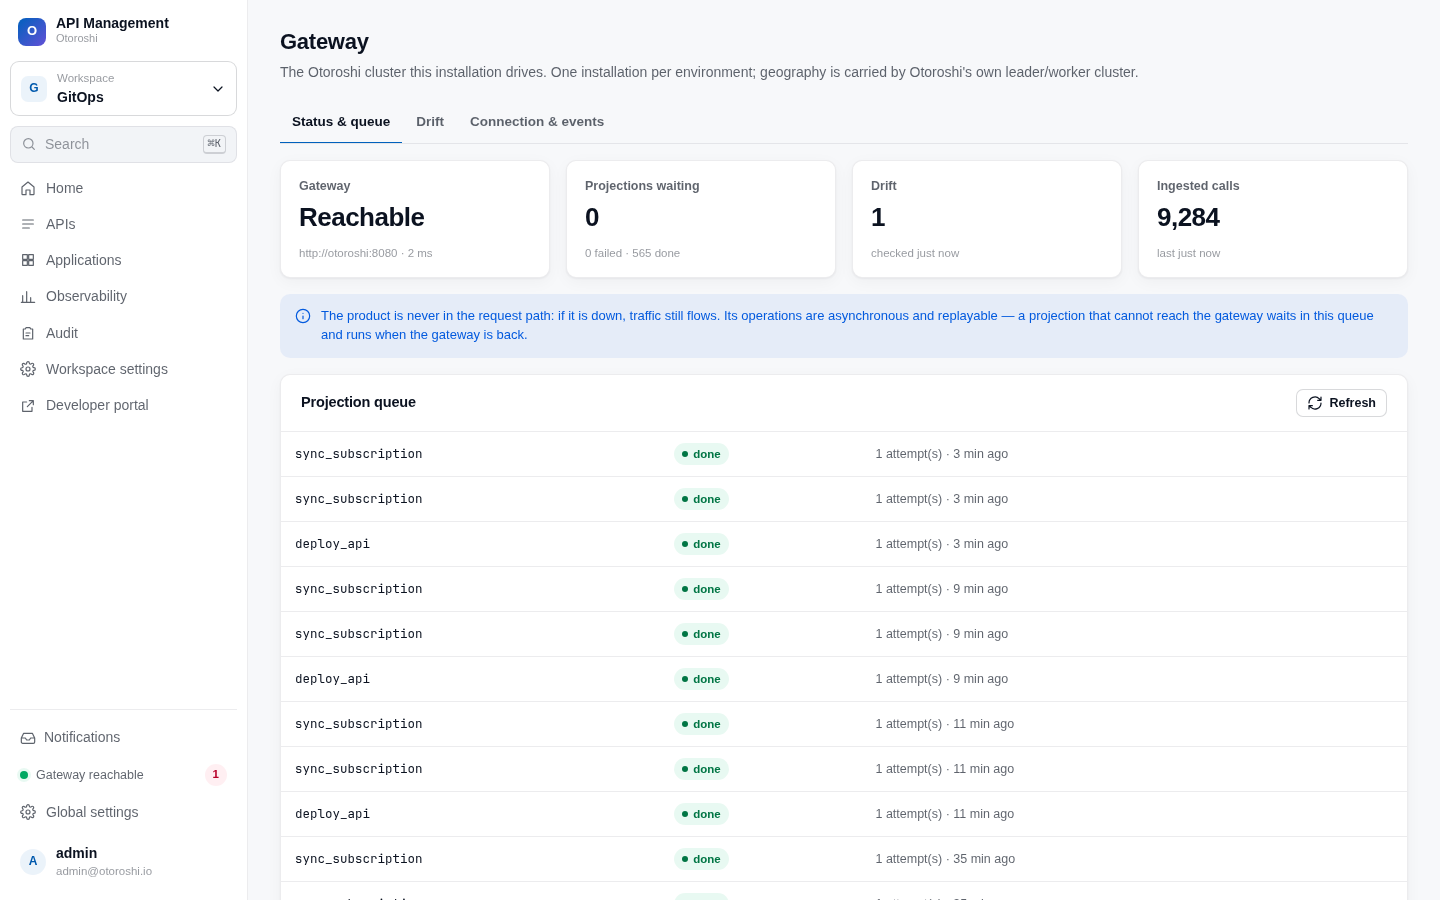 O
API Management
Otoroshi
G
Workspace
GitOps
Search
⌘K
Home
APIs
Applications
Observability
Audit
Workspace settings
Developer portal
Notifications
Gateway reachable
1
Global settings
A
admin
admin@otoroshi.io
Gateway
The Otoroshi cluster this installation drives. One installation per environment; geography is carried by Otoroshi's own leader/worker cluster.
Status & queue
Drift
Connection & events
Gateway
Reachable
http://otoroshi:8080 · 2 ms
Projections waiting
0
0 failed · 565 done
Drift
1
checked just now
Ingested calls
9,284
last just now
The product is never in the request path: if it is down, traffic still flows. Its operations are asynchronous and replayable — a projection that cannot reach the gateway waits in this queue
and runs when the gateway is back.
Projection queue
Refresh
sync_subscription done 1 attempt(s) · 3 min ago
sync_subscription done 1 attempt(s) · 3 min ago
deploy_api done 1 attempt(s) · 3 min ago
sync_subscription done 1 attempt(s) · 9 min ago
sync_subscription done 1 attempt(s) · 9 min ago
deploy_api done 1 attempt(s) · 9 min ago
sync_subscription done 1 attempt(s) · 11 min ago
sync_subscription done 1 attempt(s) · 11 min ago
deploy_api done 1 attempt(s) · 11 min ago
sync_subscription done 1 attempt(s) · 35 min ago